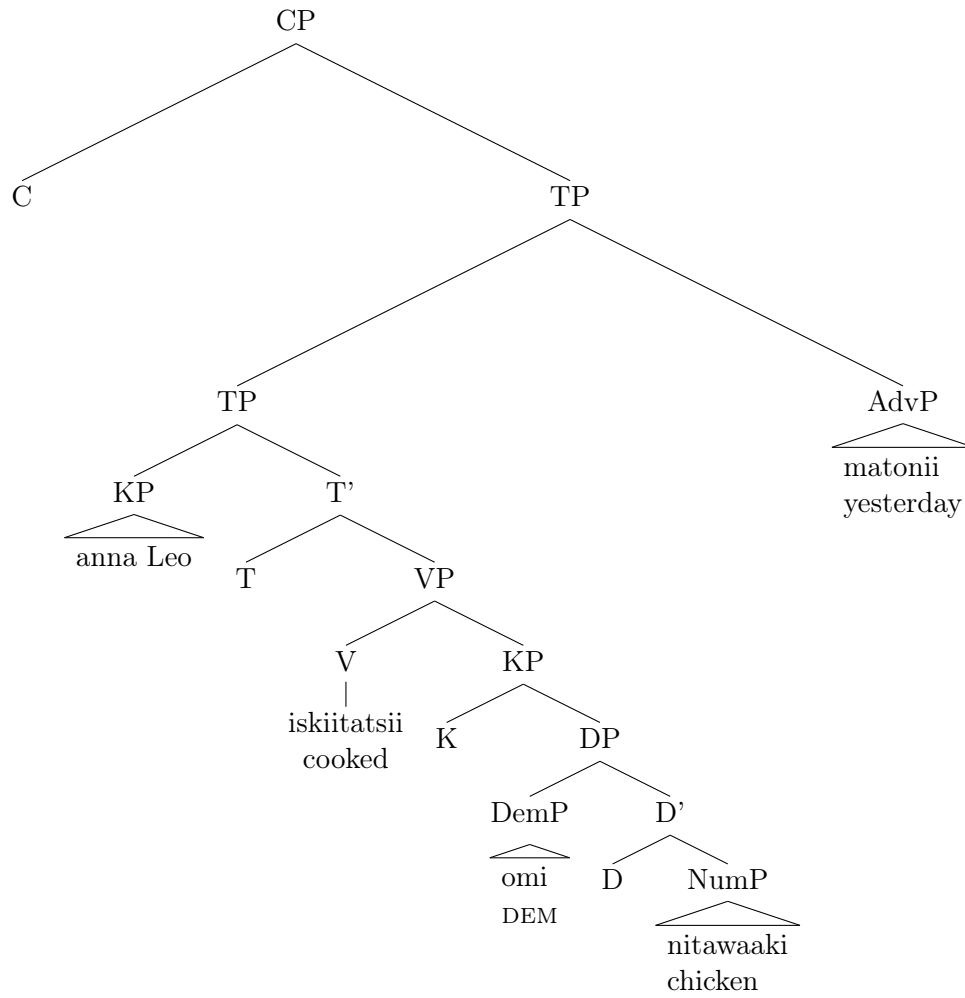 CP
C TP
TP AdvP
matonii
yesterday
KP T'
anna Leo
T VP
V KP
iskiitatsii
cooked
K DP
DemP D'
omi
DEM
D NumP
nitawaaki
chicken